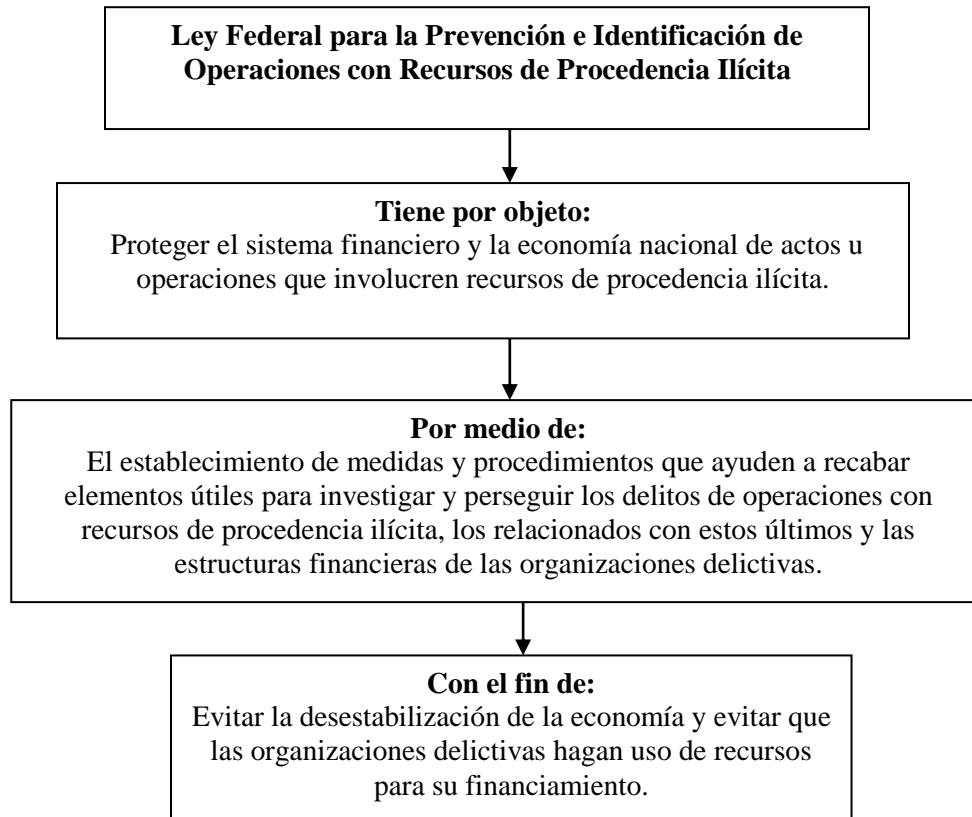 Ley Federal para la Prevención e Identificación de
Operaciones con Recursos de Procedencia Ilícita
Tiene por objeto:
Proteger el sistema financiero y la economía nacional de actos u
operaciones que involucren recursos de procedencia ilícita.
Por medio de:
El establecimiento de medidas y procedimientos que ayuden a recabar
elementos útiles para investigar y perseguir los delitos de operaciones con
recursos de procedencia ilícita, los relacionados con estos últimos y las
estructuras financieras de las organizaciones delictivas.
Con el fin de:
Evitar la desestabilización de la economía y evitar que
las organizaciones delictivas hagan uso de recursos
para su financiamiento.